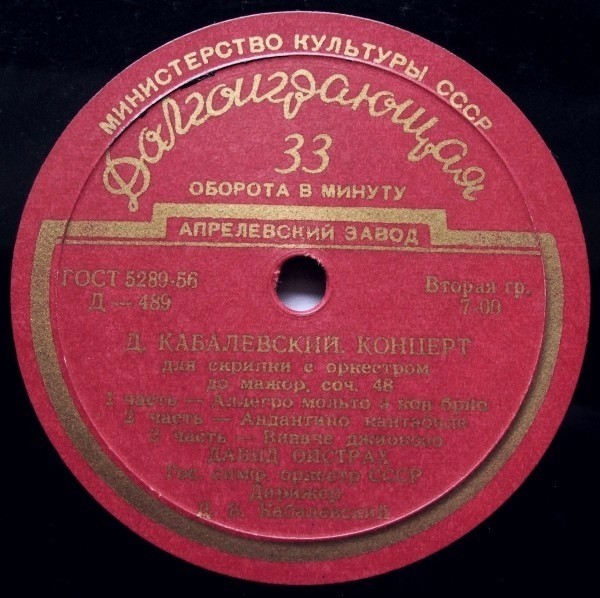 МИНИСТЕРСТВО КУЛЬТУРЫ СССР
Долгоиграющая
33
ОБОРОТА В МИНУТУ
АПРЕЛЕВСКИЙ ЗАВОД
ГОСТ 5289-56
Д — 489
Вторая гр.
7-00
Д. КАБАЛЕВСКИЙ. КОНЦЕРТ
для скрипки с оркестром
до мажор, соч. 48
1 часть — Аллегро мольто э кон брио
2 часть — Андантино кантабиле
3 часть — Виваче джиокозо
ДАВИД ОЙСТРАХ
Гос. симф. оркестр СССР
Дирижер
Д. Б. Кабалевский